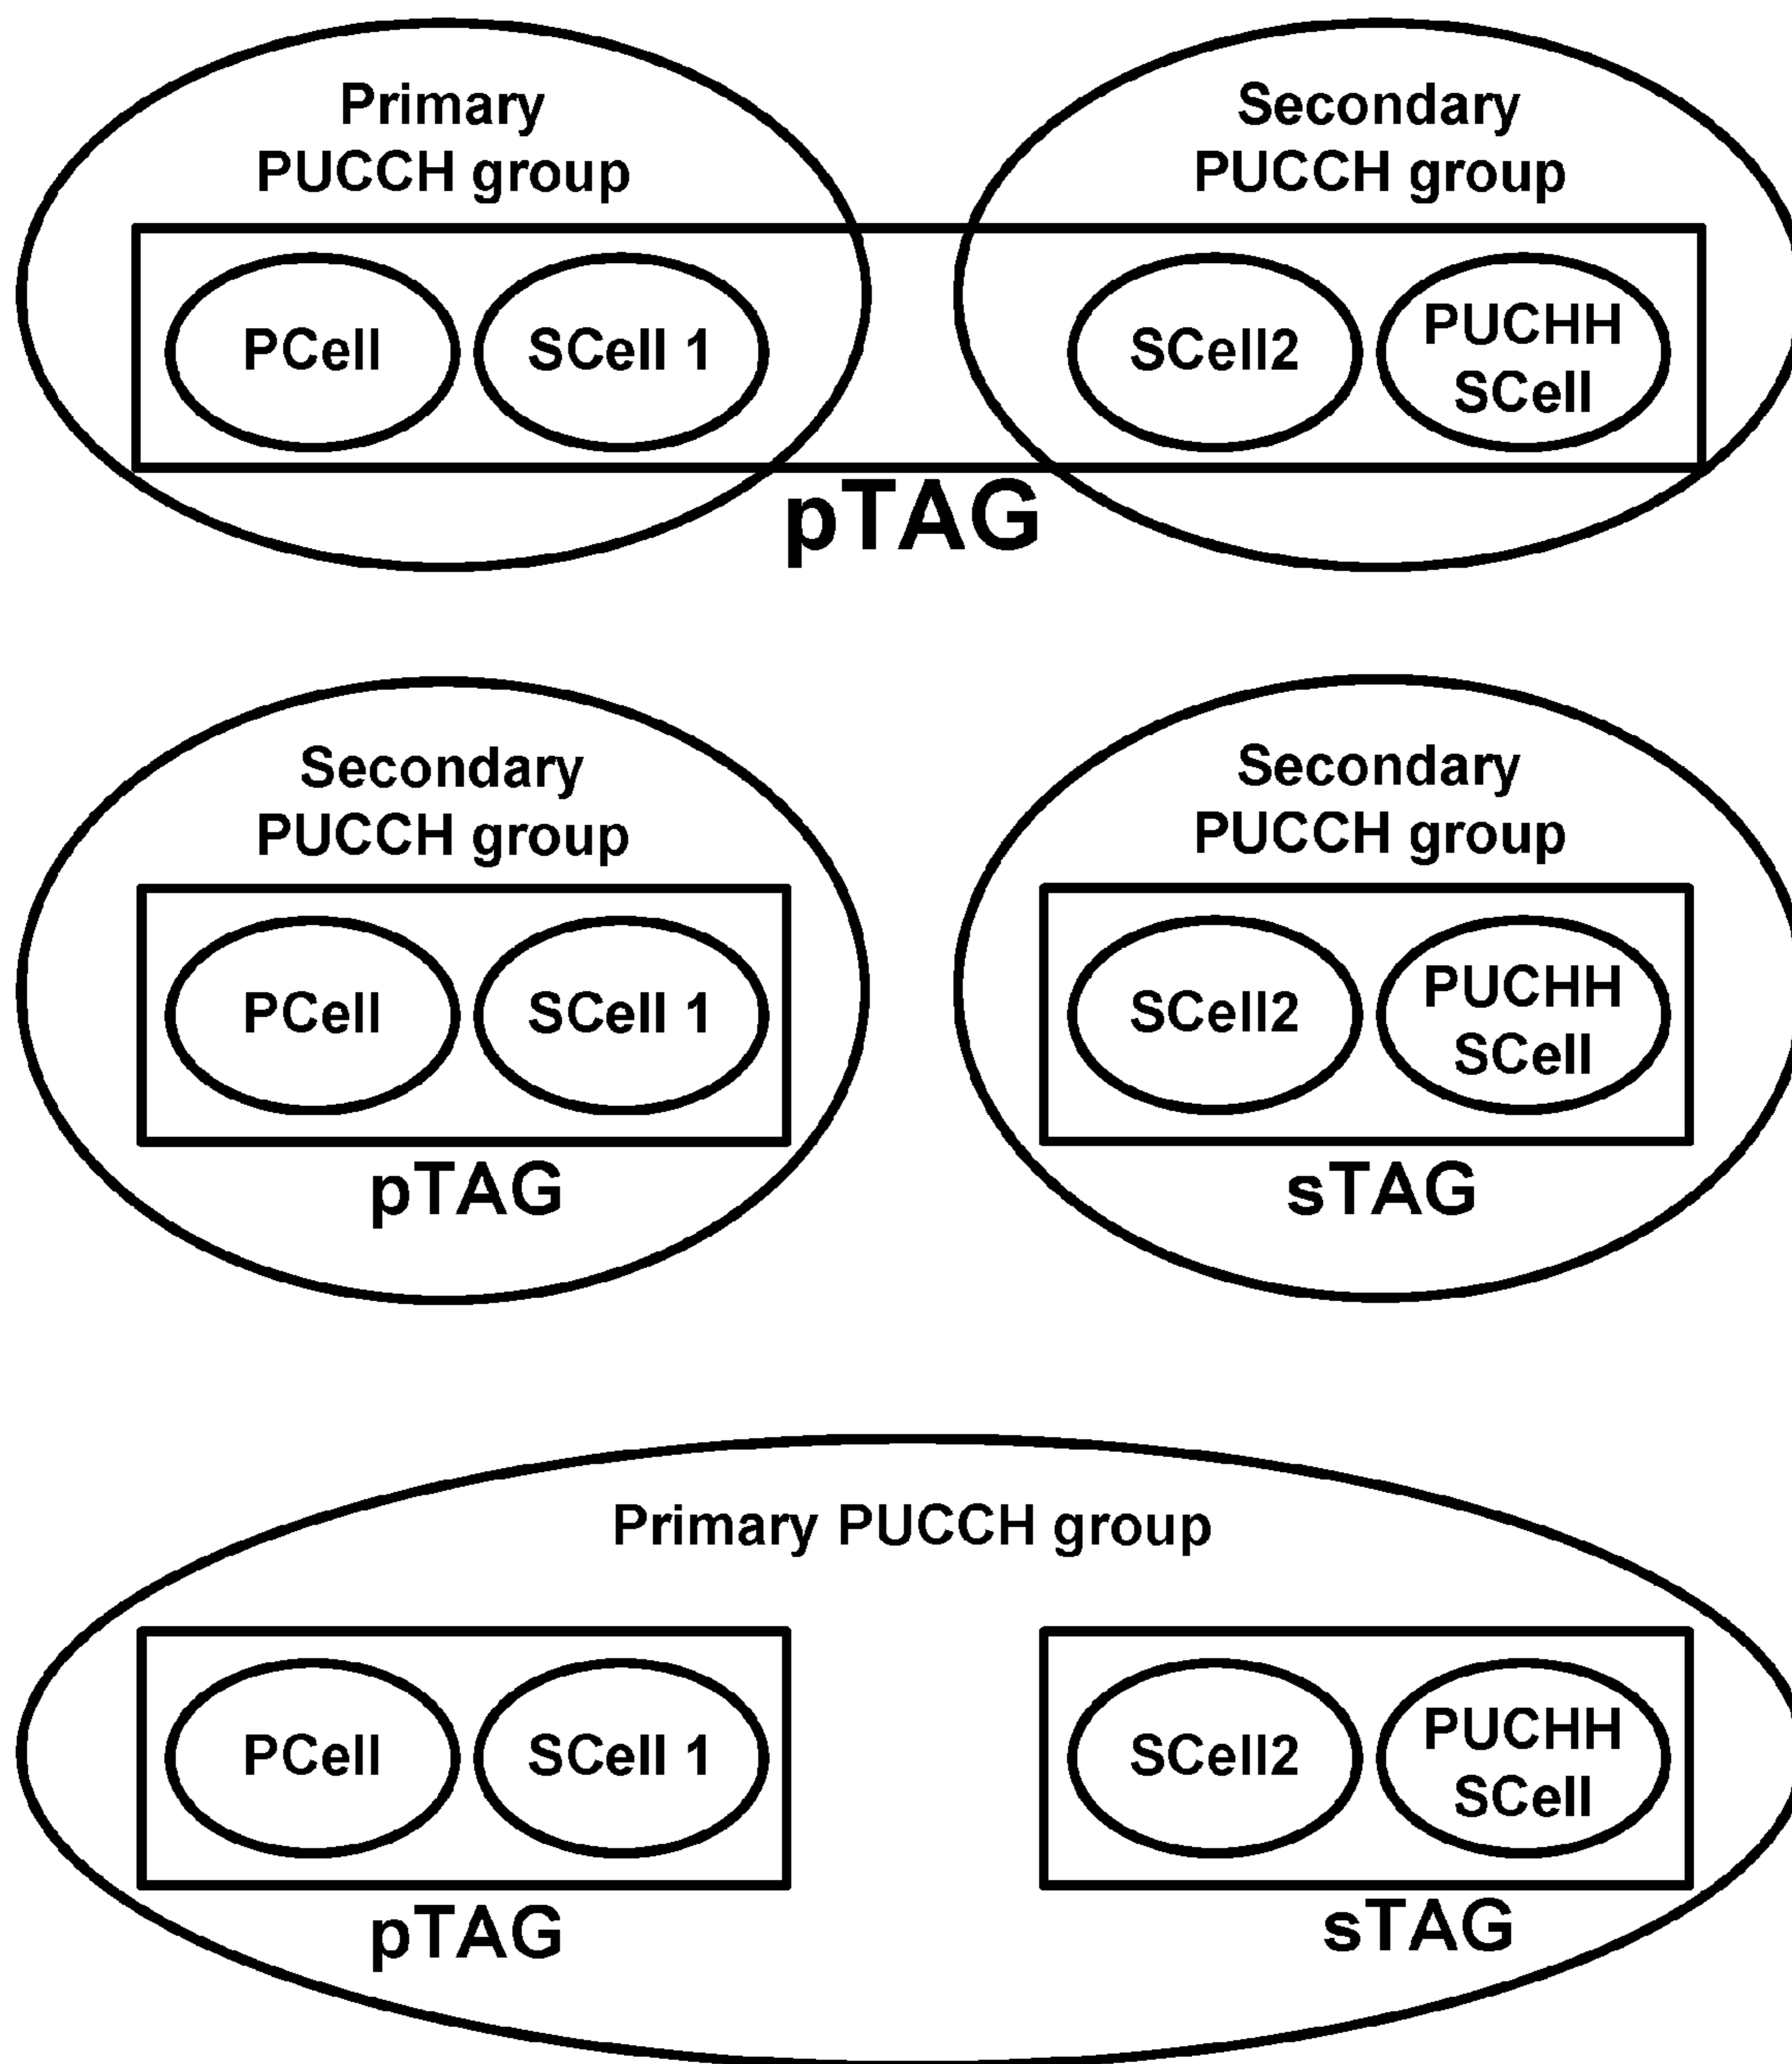 Primary
PUCCH group
Secondary
PUCCH group
PCell
SCell 1
SCell2
PUCHH
SCell
pTAG
Secondary
PUCCH group
Secondary
PUCCH group
PCell
SCell 1
SCell2
PUCHH
SCell
pTAG
sTAG
Primary PUCCH group
PCell
SCell 1
SCell2
PUCHH
SCell
pTAG
sTAG